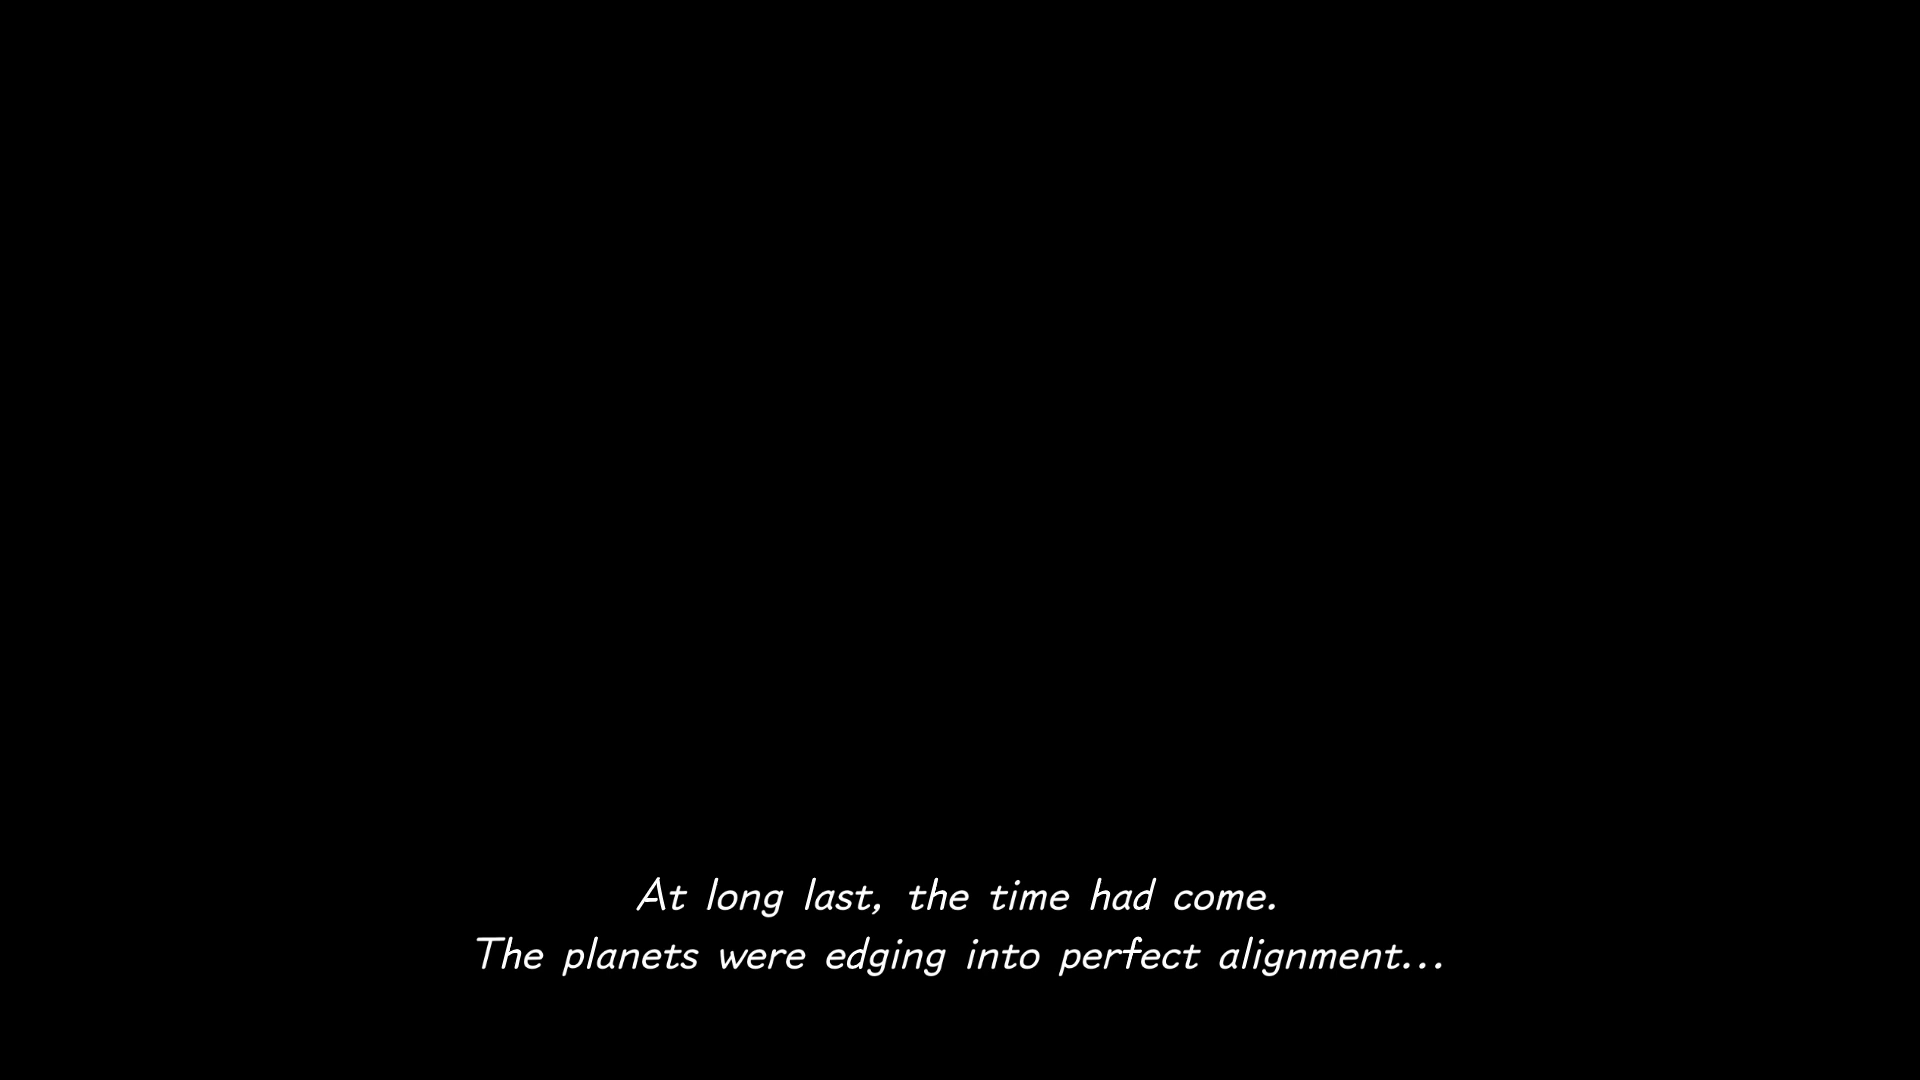 At long last, the time had come.
The planets were edging into perfect alignment...